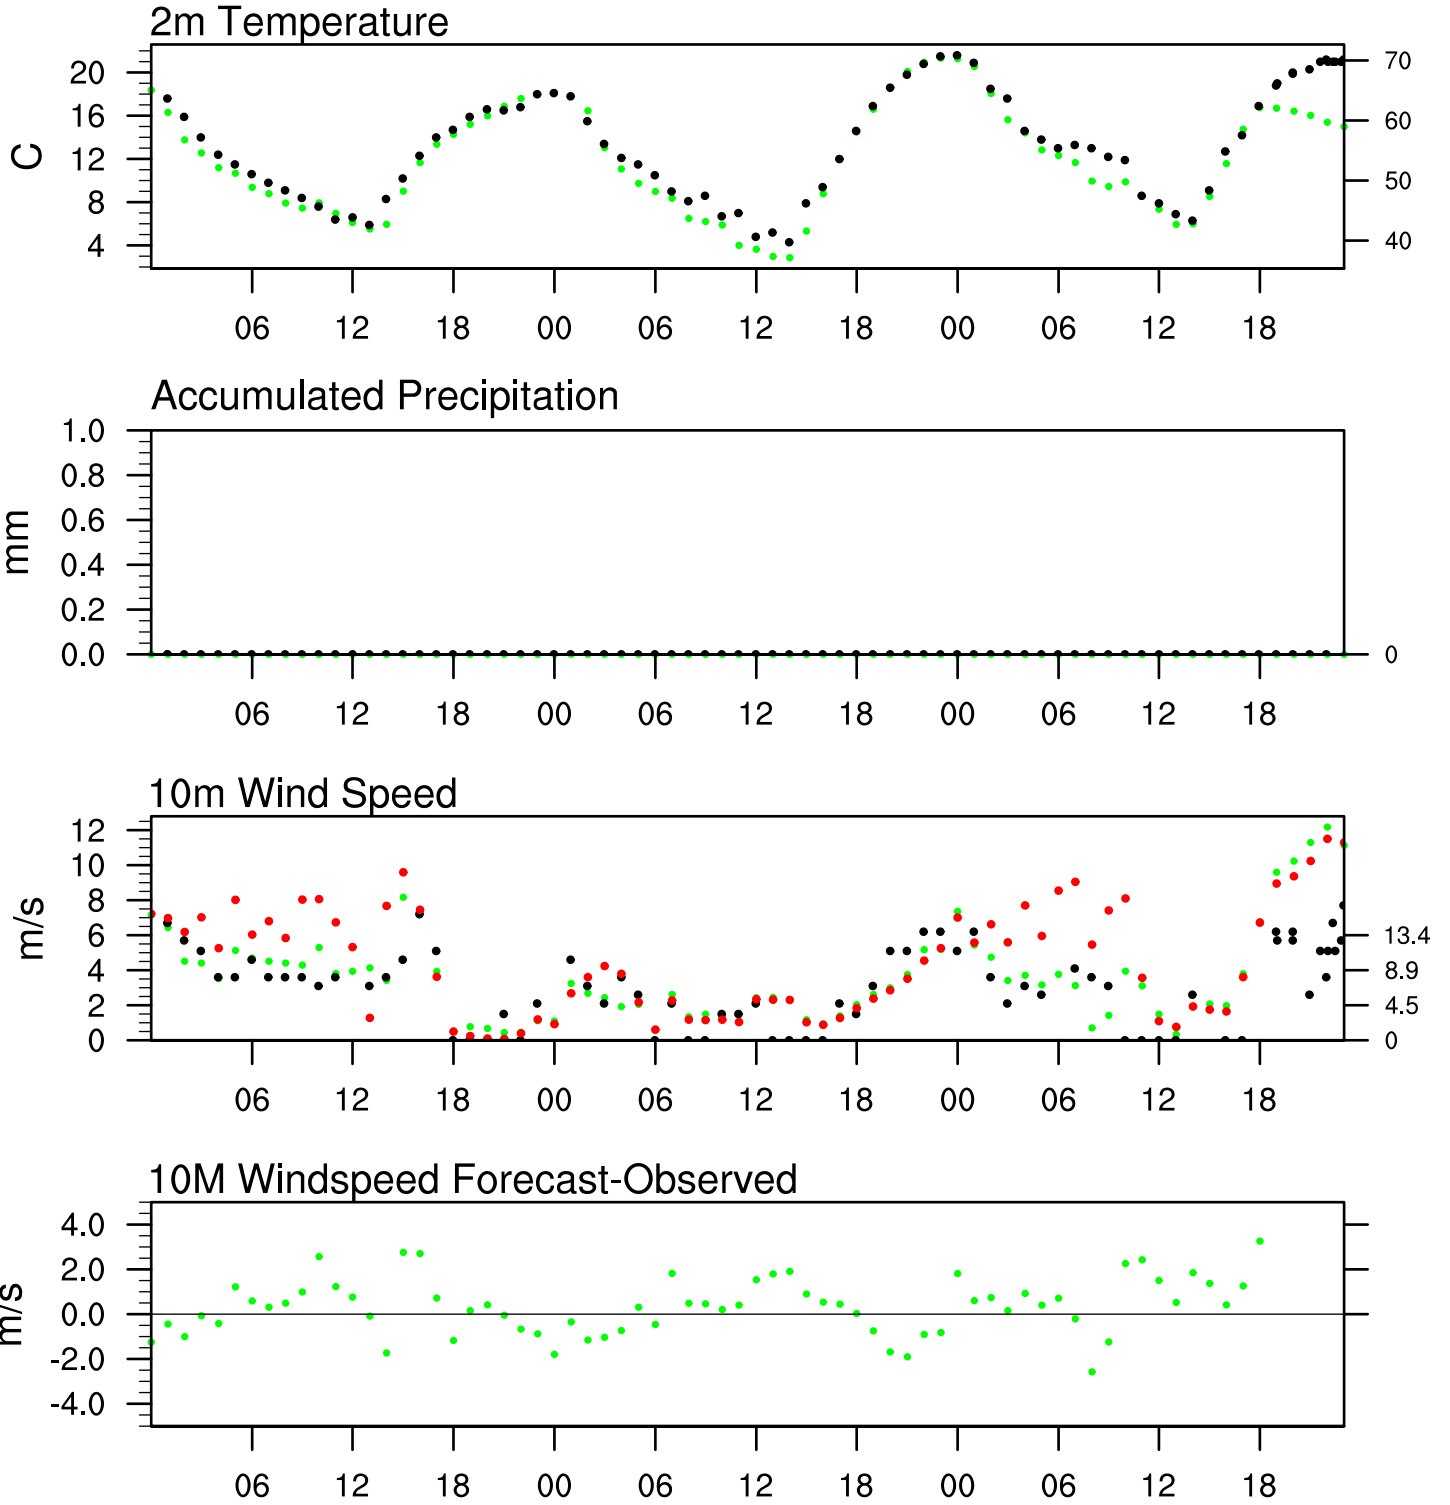 2m Temperature
20
16
12
8
4
C
70
60
50
40
06 12 18 00 06 12 18 00 06 12 18
Accumulated Precipitation
1.0
0.8
0.6
0.4
0.2
0.0
mm
0
06 12 18 00 06 12 18 00 06 12 18
10m Wind Speed
12
10
8
6
4
2
0
m/s
13.4
8.9
4.5
0
06 12 18 00 06 12 18 00 06 12 18
10M Windspeed Forecast-Observed
4.0
2.0
0.0
-2.0
-4.0
m/s
06 12 18 00 06 12 18 00 06 12 18